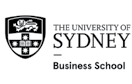 THE UNIVERSITY OF
SYDNEY
Business School